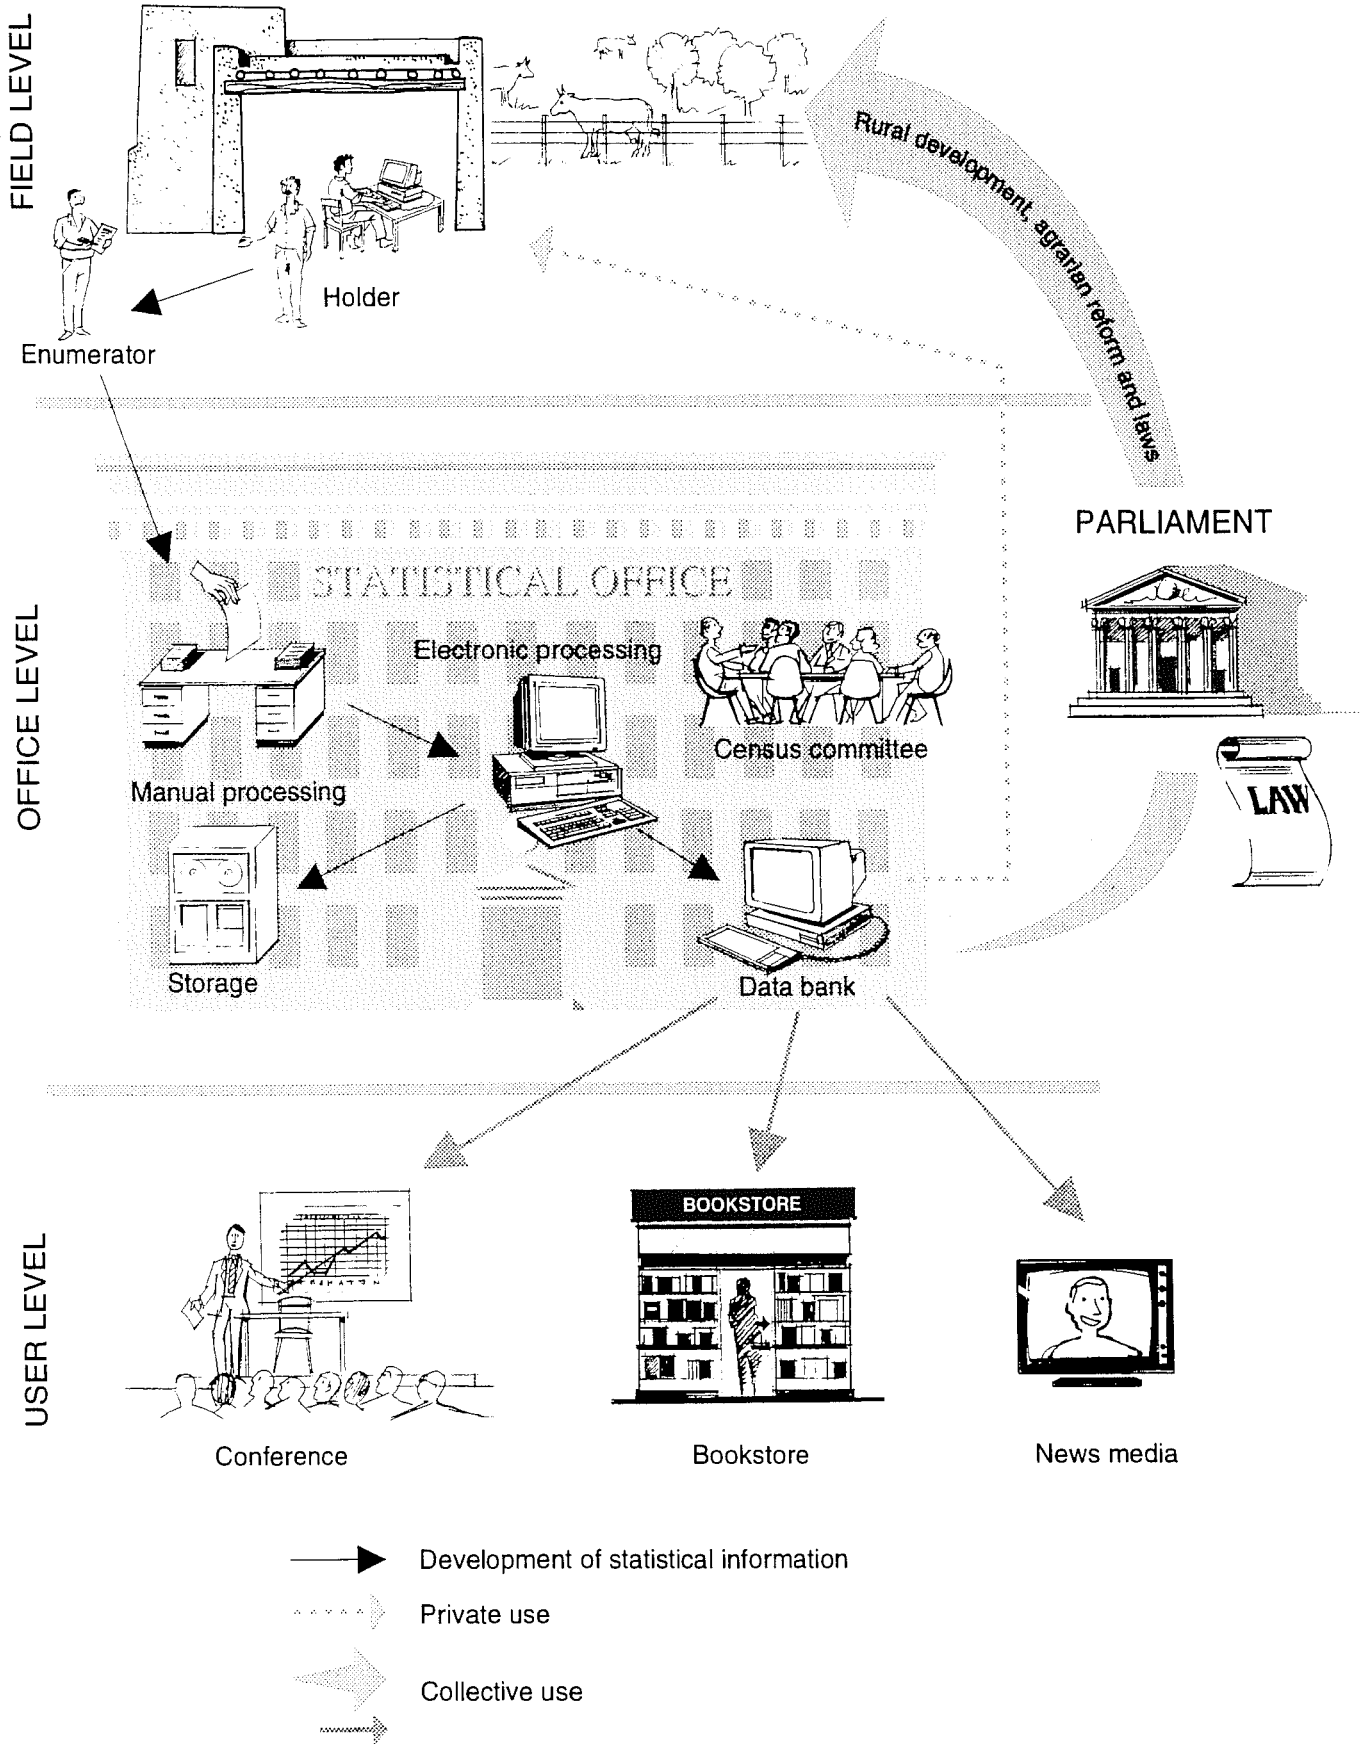 FIELD LEVEL
Rural development, agrarian reform and laws
Holder
Enumerator
PARLIAMENT
STATISTICAL OFFICE
OFFICE LEVEL
Electronic processing
Census committee
Manual processing
LAW
Storage
Data bank
USER LEVEL
BOOKSTORE
Conference
Bookstore
News media
Development of statistical information
Private use
Collective use